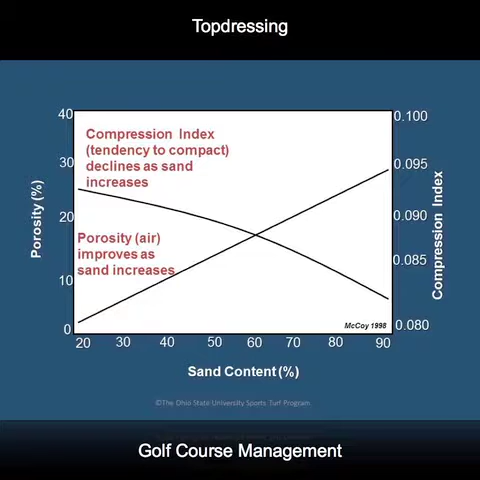 Topdressing
40
30
20
10
0
Porosity (%)
Compression Index
(tendency to compact)
declines as sand
increases
Porosity (air)
improves as
sand increases
McCoy 1998
0.100
0.095
0.090
0.085
0.080
Compression Index
20 30 40 50 60 70 80 90
Sand Content (%)
©The Ohio State University Sports Turf Program
Golf Course Management